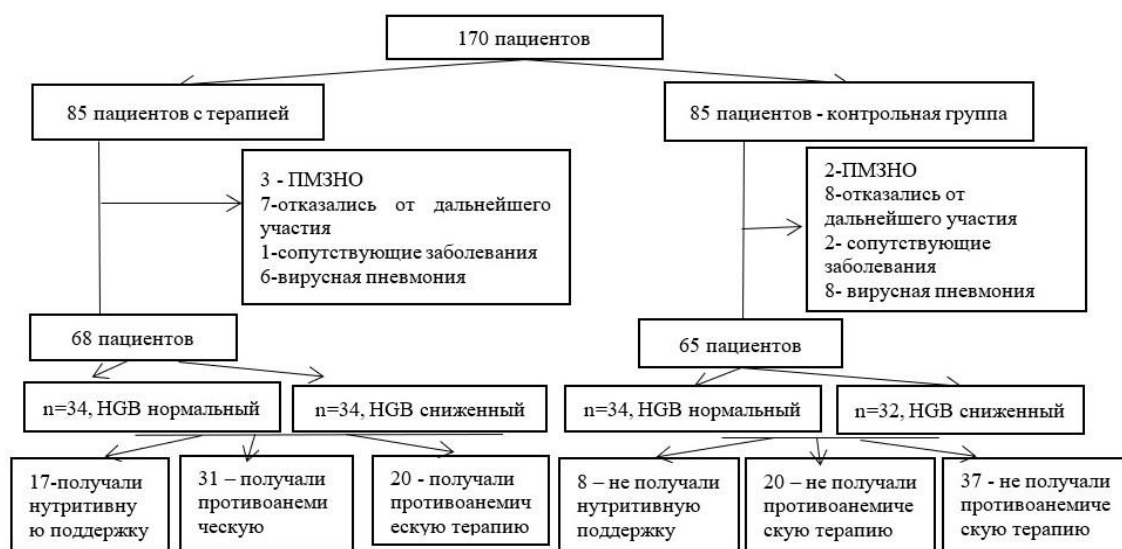 170 пациентов
85 пациентов с терапией
85 пациентов - контрольная группа
3 - ПМЗНО
7-отказались от дальнейшего
участия
1-сопутствующие заболевания
6-вирусная пневмония
2-ПМЗНО
8-отказались от
дальнейшего участия
2- сопутствующие
заболевания
8- вирусная пневмония
68 пациентов
65 пациентов
n=34, HGB нормальный
n=34, HGB сниженный
n=34, HGB нормальный
n=32, HGB сниженный
17-получали
нутритивну
ю поддержку
31 – получали
противоанеми
ческую
20 - получали
противоанемич
ескую терапию
8 – не получали
нутритивную
поддержку
20 – не получали
противоанемиче
скую терапию
37 - не получали
противоанемиче
скую терапию